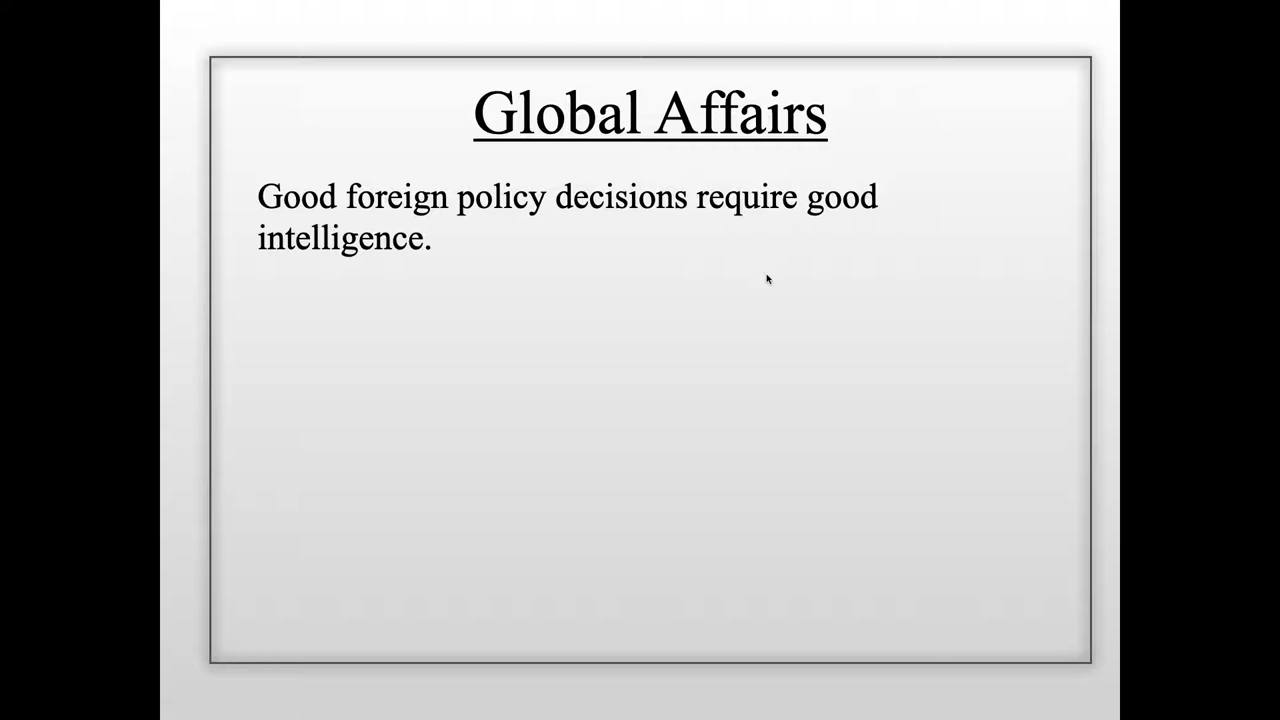 Global Affairs
Good foreign policy decisions require good
intelligence.